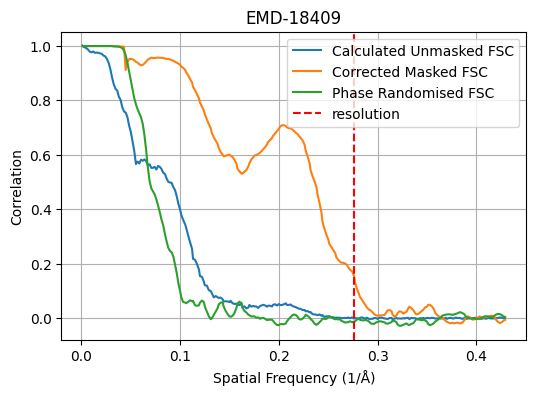 EMD-18409
1.0
0.8
0.6
0.4
0.2
0.0
Correlation
Calculated Unmasked FSC
Corrected Masked FSC
Phase Randomised FSC
resolution
0.0 0.1 0.2 0.3 0.4
Spatial Frequency (1/Å)